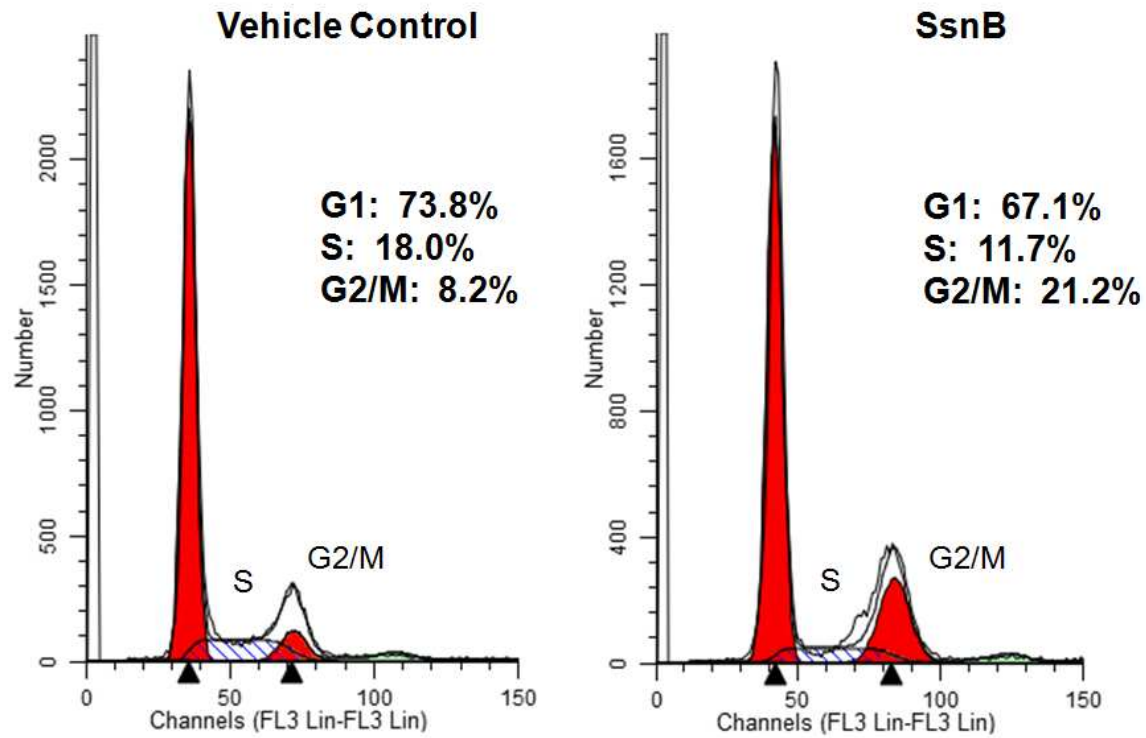 Vehicle Control
2000
1500
1000
500
0
Number
G1: 73.8%
S: 18.0%
G2/M: 8.2%
S
G2/M
0
50
100
150
Channels (FL3 Lin-FL3 Lin)
SsnB
1600
1200
800
400
0
Number
G1: 67.1%
S: 11.7%
G2/M: 21.2%
S
G2/M
0
50
100
150
Channels (FL3 Lin-FL3 Lin)